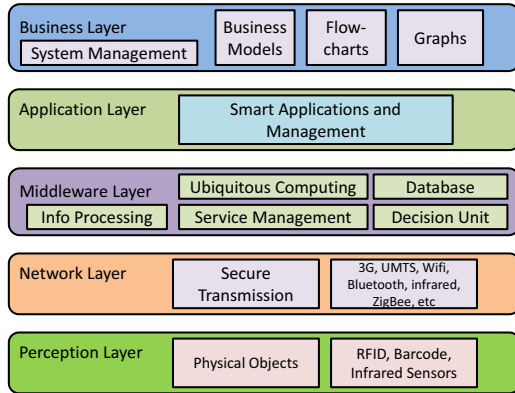 Business Layer
System Management
Business
Models
Flow-
charts
Graphs
Application Layer
Smart Applications and
Management
Middleware Layer
Ubiquitous Computing
Database
Info Processing
Service Management
Decision Unit
Network Layer
Secure
Transmission
3G, UMTS, Wifi,
Bluetooth, infrared,
ZigBee, etc
Perception Layer
Physical Objects
RFID, Barcode,
Infrared Sensors